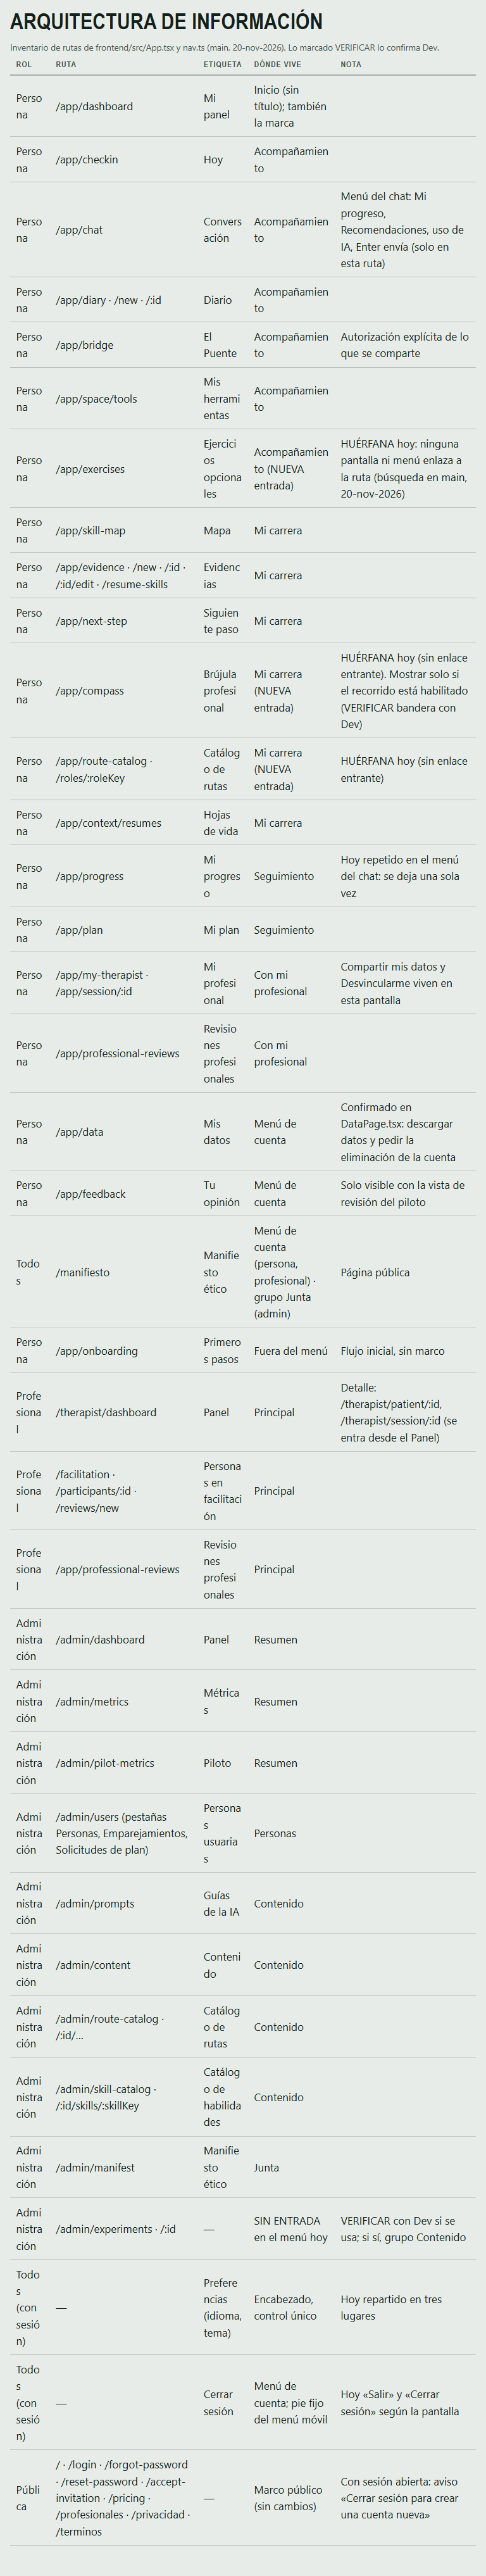 ARQUITECTURA DE INFORMACIÓN
Inventario de rutas de frontend/src/App.tsx y nav.ts (main, 20-nov-2026). Lo marcado VERIFICAR lo confirma Dev.
ROL RUTA ETIQUETA DÓNDE VIVE NOTA
Persona /app/dashboard Mi panel Inicio (sin título); también la marca
Persona /app/checkin Hoy Acompañamiento
Persona /app/chat Conversación Acompañamiento Menú del chat: Mi progreso, Recomendaciones, uso de IA, Enter envía (solo en esta ruta)
Persona /app/diary · /new · /:id Diario Acompañamiento
Persona /app/bridge El Puente Acompañamiento Autorización explícita de lo que se comparte
Persona /app/space/tools Mis herramientas Acompañamiento
Persona /app/exercises Ejercicios opcionales Acompañamiento (NUEVA entrada) HUÉRFANA hoy: ninguna pantalla ni menú enlaza a la ruta (búsqueda en main, 20-nov-2026)
Persona /app/skill-map Mapa Mi carrera
Persona /app/evidence · /new · /:id · /:id/edit · /resume-skills Evidencias Mi carrera
Persona /app/next-step Siguiente paso Mi carrera
Persona /app/compass Brújula profesional Mi carrera (NUEVA entrada) HUÉRFANA hoy (sin enlace entrante). Mostrar solo si el recorrido está habilitado (VERIFICAR bandera con Dev)
Persona /app/route-catalog · /roles/:roleKey Catálogo de rutas Mi carrera (NUEVA entrada) HUÉRFANA hoy (sin enlace entrante)
Persona /app/context/resumes Hojas de vida Mi carrera
Persona /app/progress Mi progreso Seguimiento Hoy repetido en el menú del chat: se deja una sola vez
Persona /app/plan Mi plan Seguimiento
Persona /app/my-therapist · /app/session/:id Mi profesional Con mi profesional Compartir mis datos y Desvincularme viven en esta pantalla
Persona /app/professional-reviews Revisiones profesionales Con mi profesional
Persona /app/data Mis datos Menú de cuenta Confirmado en DataPage.tsx: descargar datos y pedir la eliminación de la cuenta
Persona /app/feedback Tu opinión Menú de cuenta Solo visible con la vista de revisión del piloto
Todos /manifiesto Manifiesto ético Menú de cuenta (persona, profesional) · grupo Junta (admin) Página pública
Persona /app/onboarding Primeros pasos Fuera del menú Flujo inicial, sin marco
Profesional /therapist/dashboard Panel Principal Detalle: /therapist/patient/:id, /therapist/session/:id (se entra desde el Panel)
Profesional /facilitation · /participants/:id · /reviews/new Personas en facilitación Principal
Profesional /app/professional-reviews Revisiones profesionales Principal
Administración /admin/dashboard Panel Resumen
Administración /admin/metrics Métricas Resumen
Administración /admin/pilot-metrics Piloto Resumen
Administración /admin/users (pestañas Personas, Emparejamientos, Solicitudes de plan) Personas usuarias Personas
Administración /admin/prompts Guías de la IA Contenido
Administración /admin/content Contenido Contenido
Administración /admin/route-catalog · /:id/... Catálogo de rutas Contenido
Administración /admin/skill-catalog · /:id/skills/:skillKey Catálogo de habilidades Contenido
Administración /admin/manifest Manifiesto ético Junta
Administración /admin/experiments · /:id — SIN ENTRADA en el menú hoy VERIFICAR con Dev si se usa; si sí, grupo Contenido
Todos (con sesión) — Preferencias (idioma, tema) Encabezado, control único Hoy repartido en tres lugares
Todos (con sesión) — Cerrar sesión Menú de cuenta; pie fijo del menú móvil Hoy «Salir» y «Cerrar sesión» según la pantalla
Pública / · /login · /forgot-password · /reset-password · /accept-invitation · /pricing · /profesionales · /privacidad · /terminos — Marco público (sin cambios) Con sesión abierta: aviso «Cerrar sesión para crear una cuenta nueva»